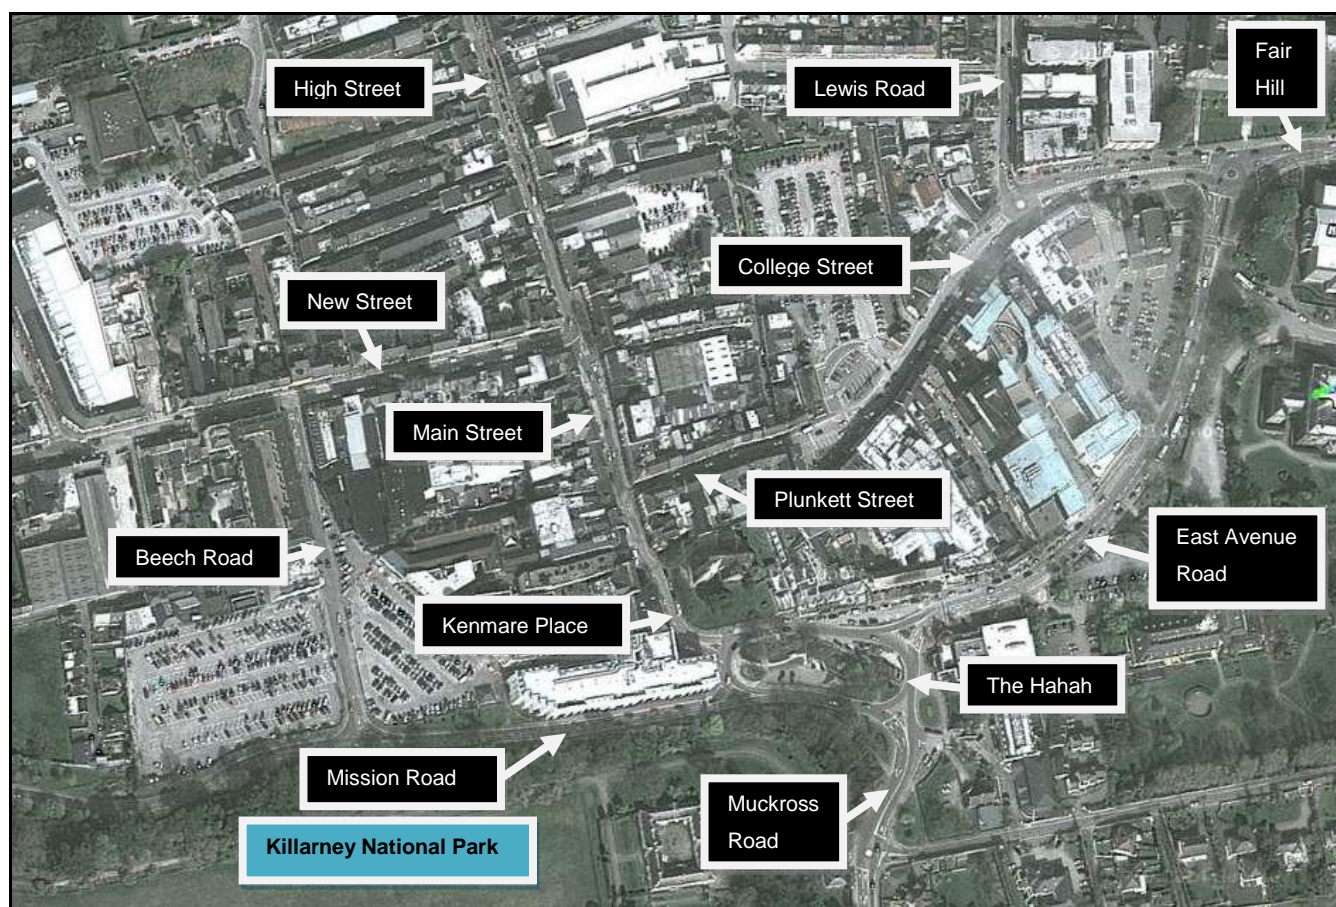 High Street
Lewis Road
Fair
Hill
College Street
New Street
Main Street
Plunkett Street
East Avenue
Road
Beech Road
Kenmare Place
The Hahah
Mission Road
Muckross
Road
Killarney National Park